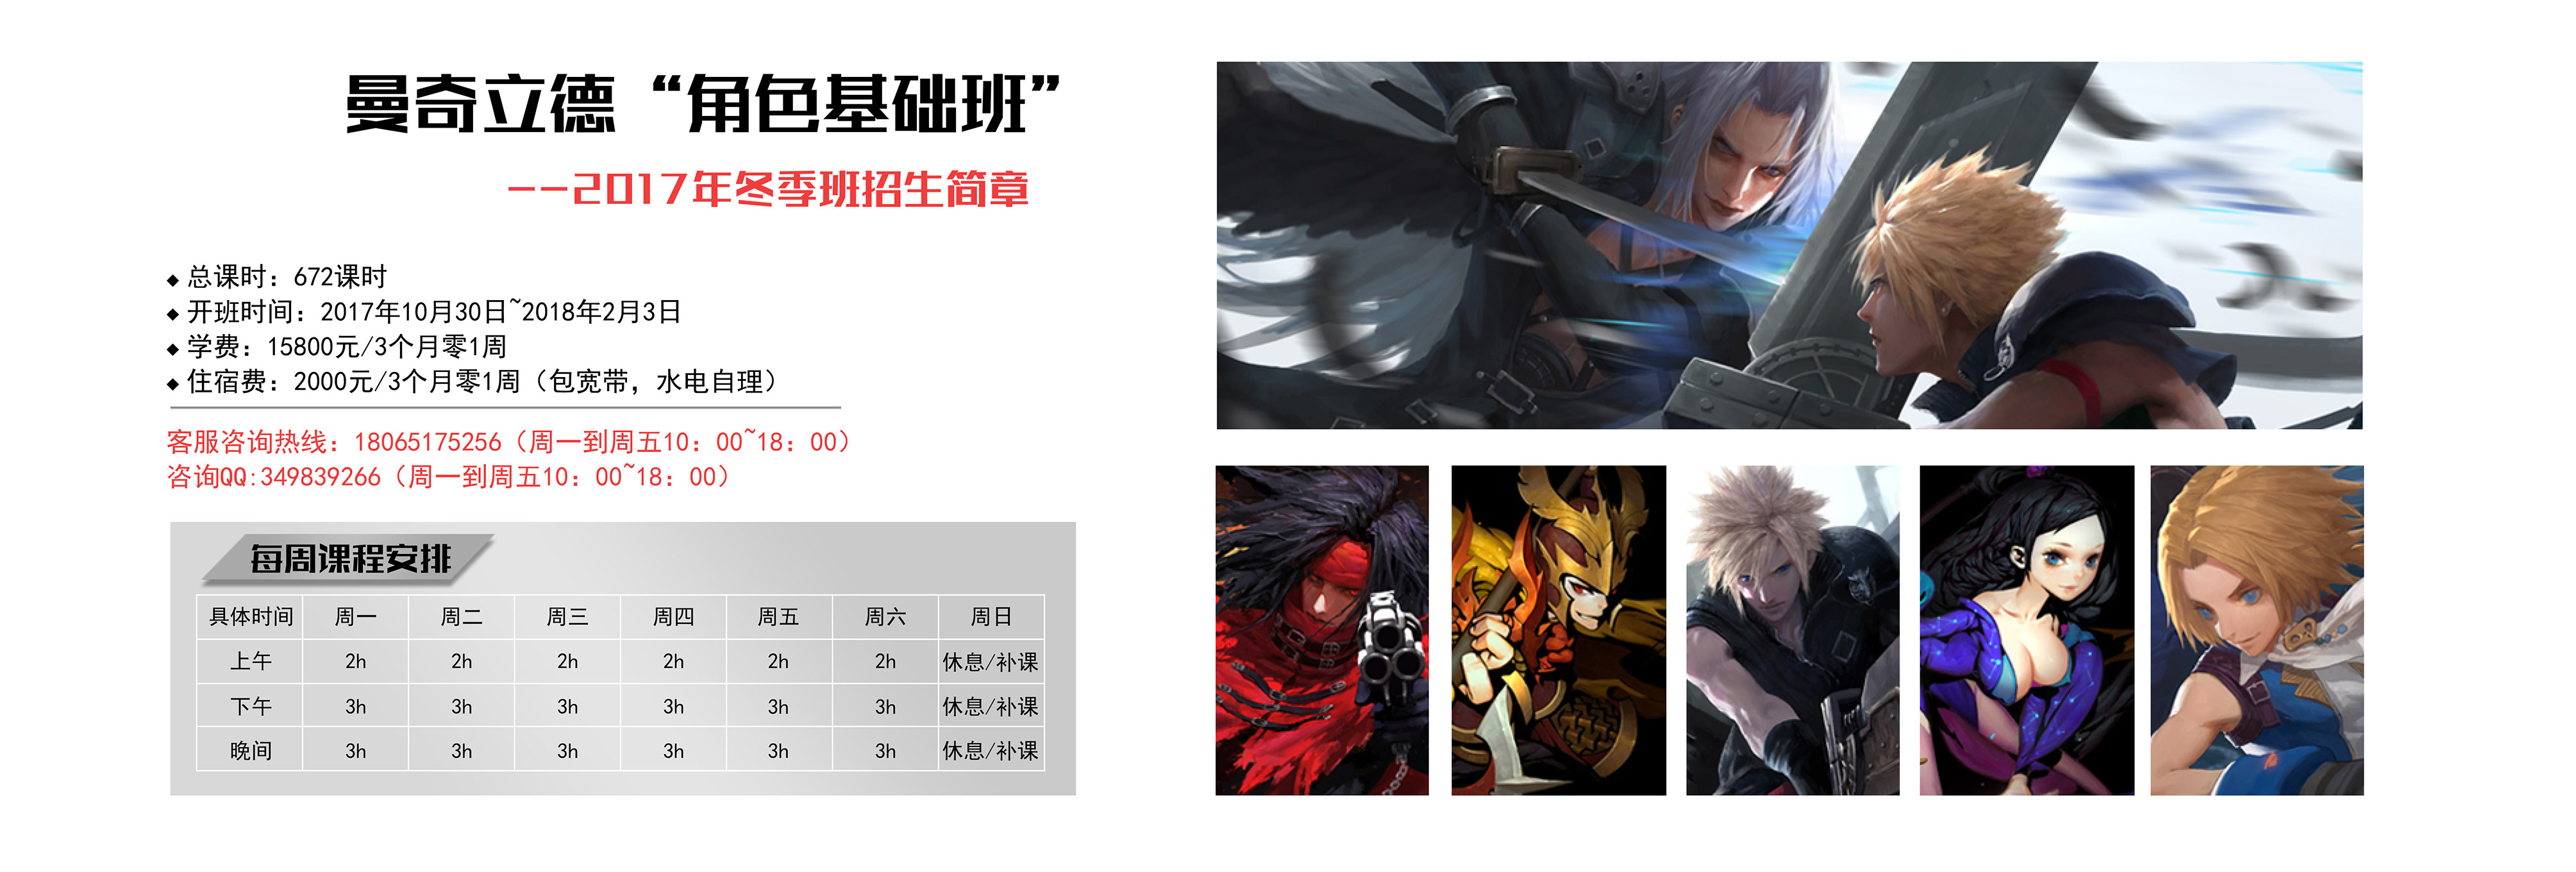 曼奇立德“角色基础班”
--2017年冬季班招生简章
◆ 总课时：672课时
◆ 开班时间：2017年10月30日~2018年2月3日
◆ 学费：15800元/3个月零1周
◆ 住宿费：2000元/3个月零1周（包宽带，水电自理）
客服咨询热线：18065175256（周一到周五10：00~18：00）
咨询QQ:349839266（周一到周五10：00~18：00）
每周课程安排
具体时间 周一 周二 周三 周四 周五 周六 周日
上午 2h 2h 2h 2h 2h 2h 休息/补课
下午 3h 3h 3h 3h 3h 3h 休息/补课
晚间 3h 3h 3h 3h 3h 3h 休息/补课